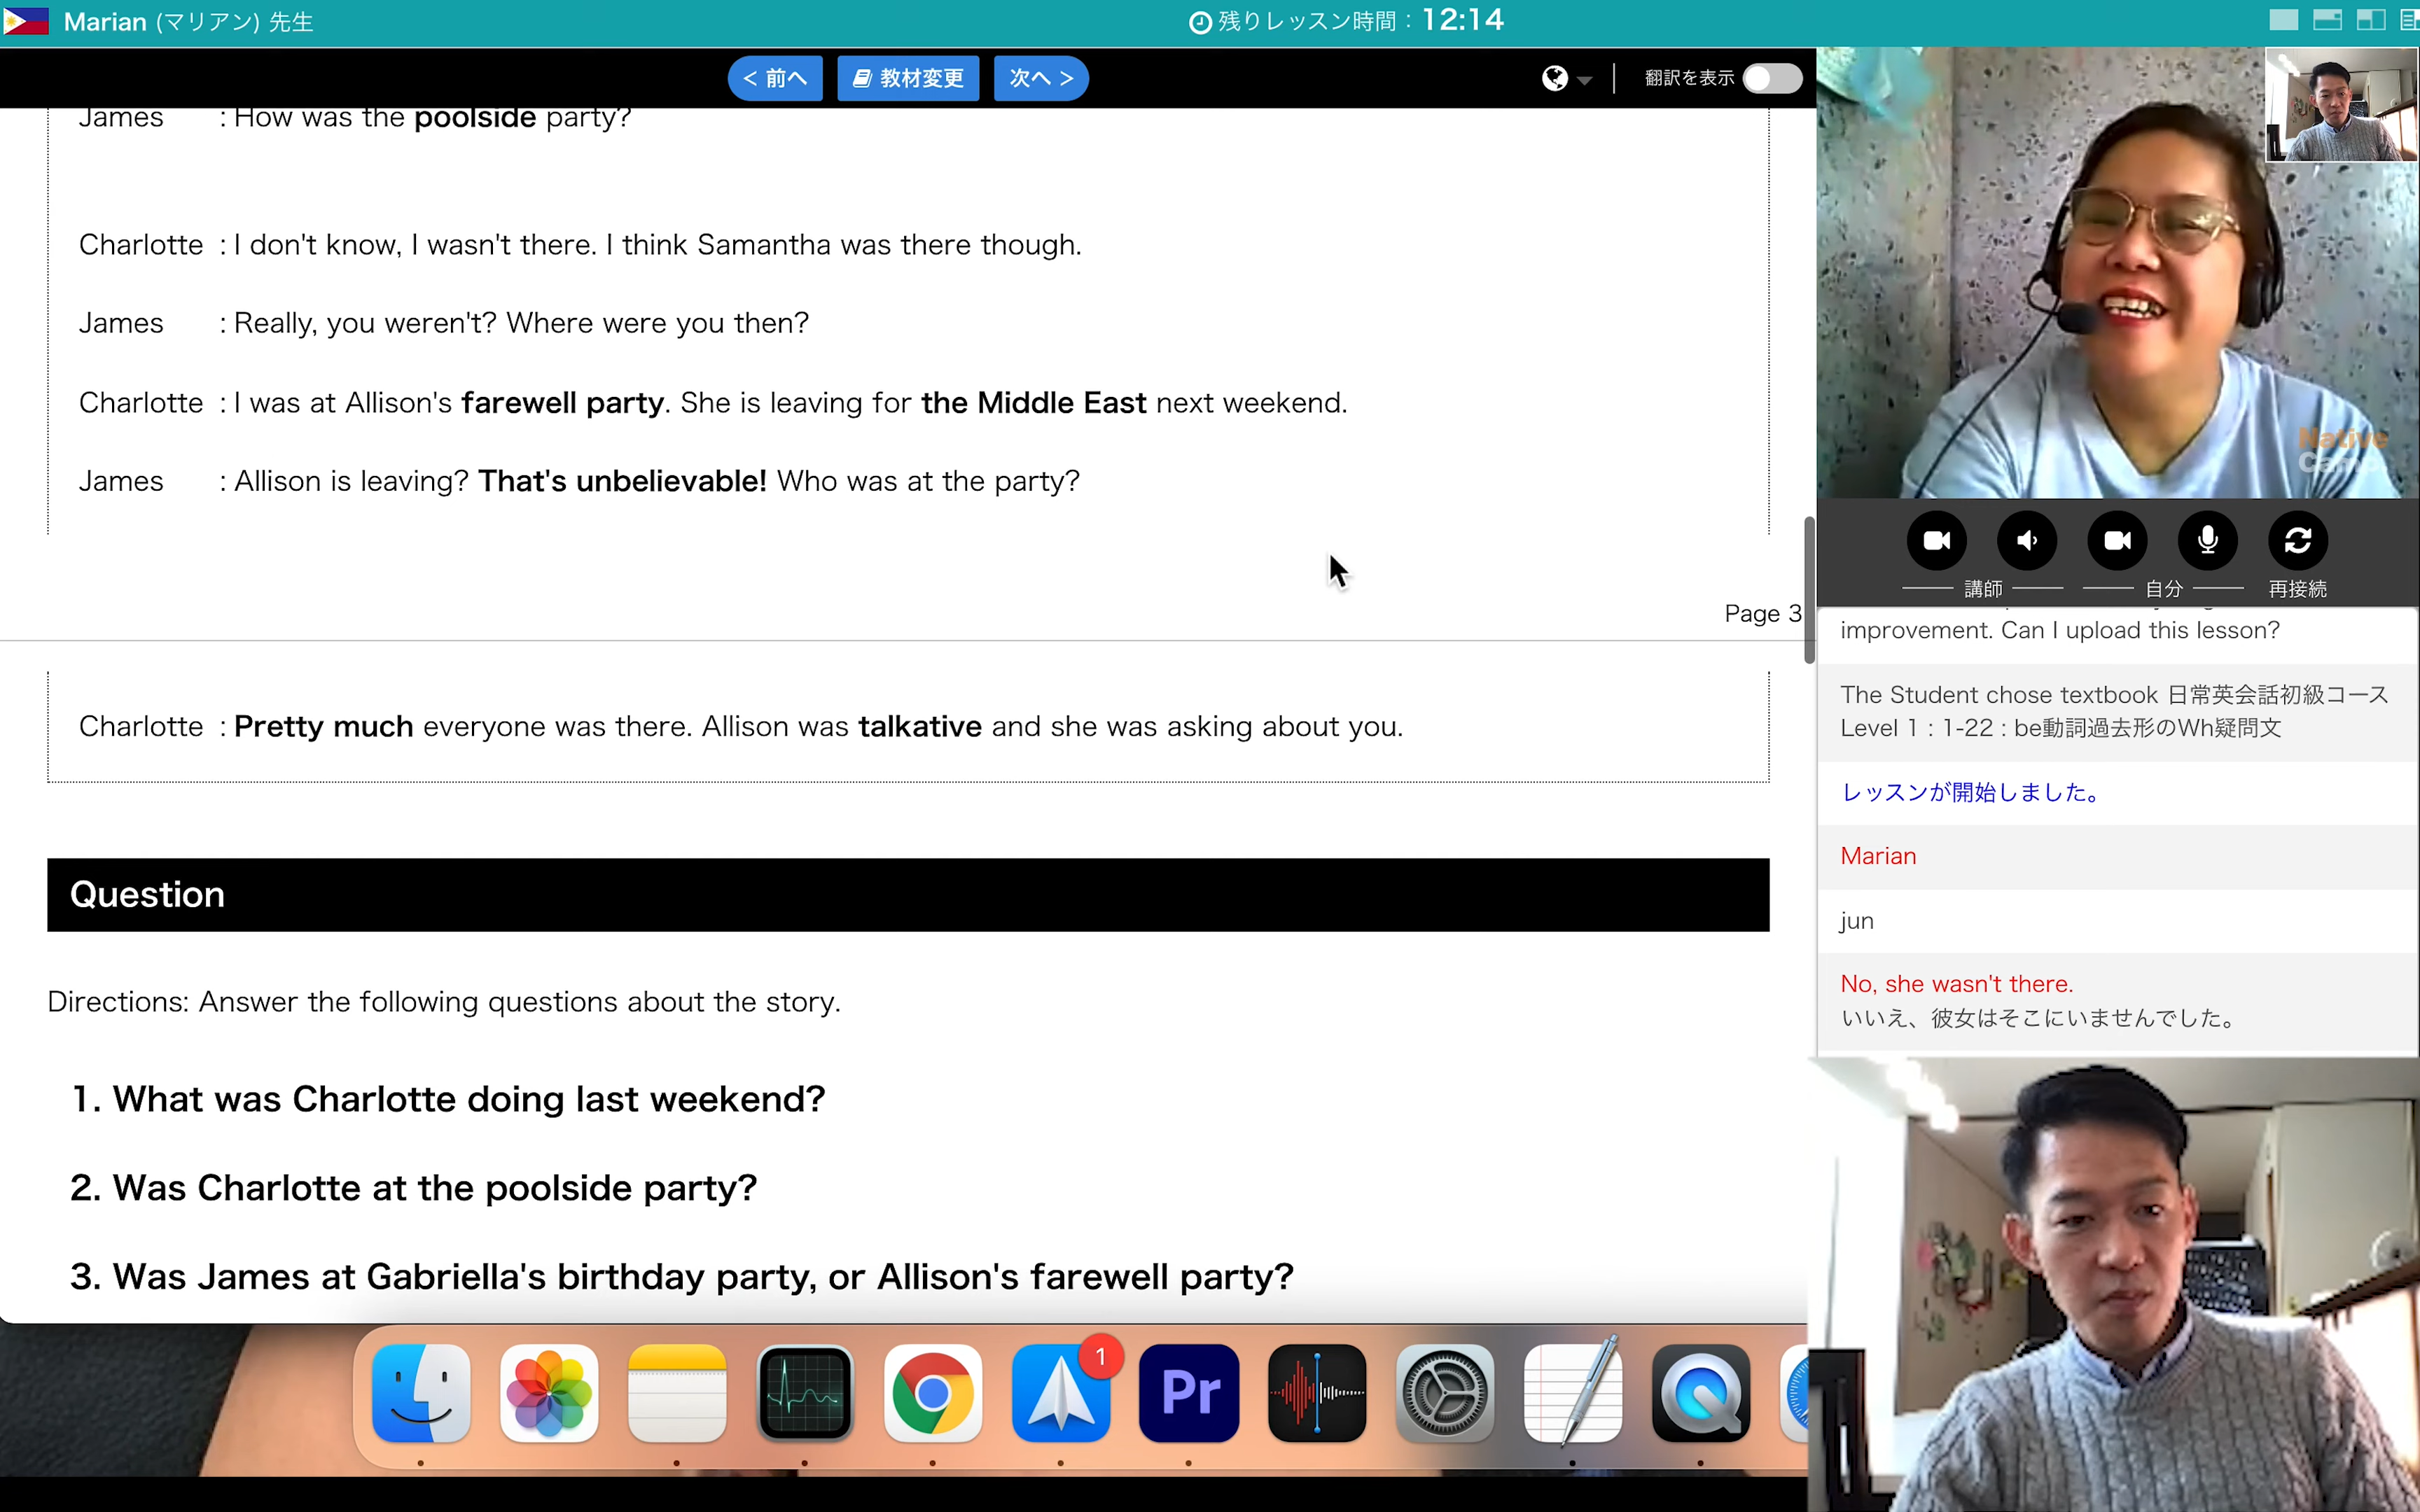 Marian (マリアン) 先生
残りレッスン時間 : 12:14
< 前へ
教材変更
次へ >
翻訳を表示
James : How was the poolside party?
Charlotte : I don't know, I wasn't there. I think Samantha was there though.
James : Really, you weren't? Where were you then?
Charlotte : I was at Allison's farewell party. She is leaving for the Middle East next weekend.
James : Allison is leaving? That's unbelievable! Who was at the party?
Page 3
Charlotte : Pretty much everyone was there. Allison was talkative and she was asking about you.
Question
Directions: Answer the following questions about the story.
1. What was Charlotte doing last weekend?
2. Was Charlotte at the poolside party?
3. Was James at Gabriella's birthday party, or Allison's farewell party?
Native
Camp
講師
自分
再接続
improvement. Can I upload this lesson?
The Student chose textbook 日常英会話初級コース
Level 1 : 1-22 : be動詞過去形のWh疑問文
レッスンが開始しました。
Marian
jun
No, she wasn't there.
いいえ、彼女はそこにいませんでした。
1
Pr